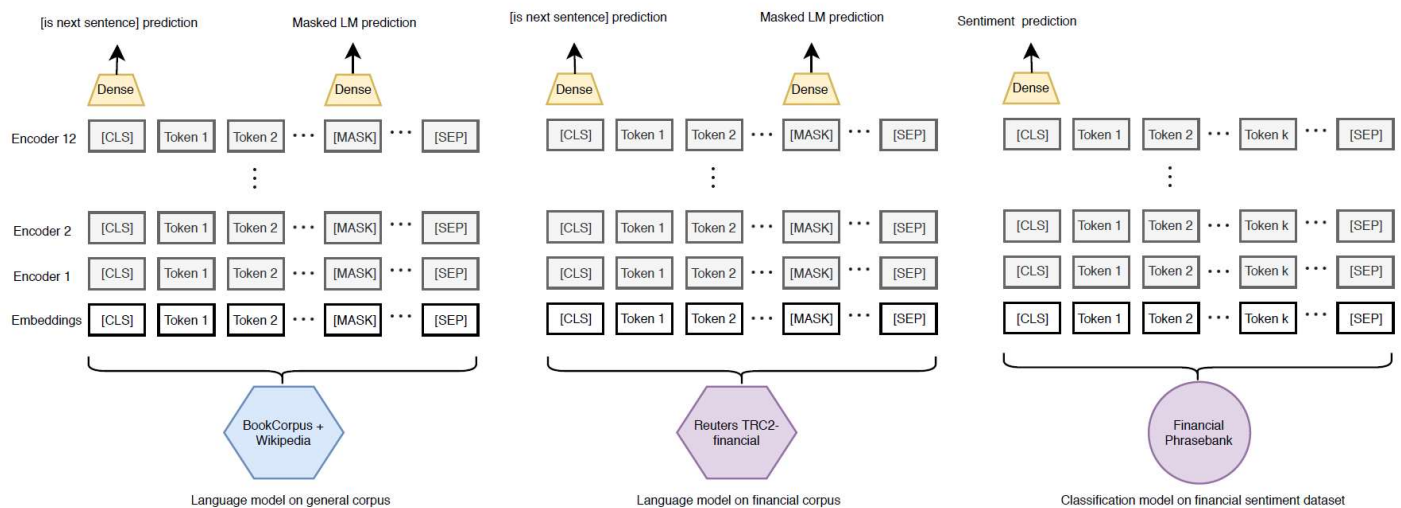 [is next sentence] prediction
Masked LM prediction
[is next sentence] prediction
Masked LM prediction
Sentiment prediction
Dense
Dense
Dense
Dense
Dense
Encoder 12 [CLS] Token 1 Token 2 ... [MASK] ... [SEP] [CLS] Token 1 Token 2 ... [MASK] ... [SEP] [CLS] Token 1 Token 2 ... Token k ... [SEP]
Encoder 2 [CLS] Token 1 Token 2 ... [MASK] ... [SEP] [CLS] Token 1 Token 2 ... [MASK] ... [SEP] [CLS] Token 1 Token 2 ... Token k ... [SEP]
Encoder 1 [CLS] Token 1 Token 2 ... [MASK] ... [SEP] [CLS] Token 1 Token 2 ... [MASK] ... [SEP] [CLS] Token 1 Token 2 ... Token k ... [SEP]
Embeddings [CLS] Token 1 Token 2 ... [MASK] ... [SEP] [CLS] Token 1 Token 2 ... [MASK] ... [SEP] [CLS] Token 1 Token 2 ... Token k ... [SEP]
BookCorpus +
Wikipedia
Reuters TRC2-
financial
Financial
Phrasebank
Language model on general corpus
Language model on financial corpus
Classification model on financial sentiment dataset